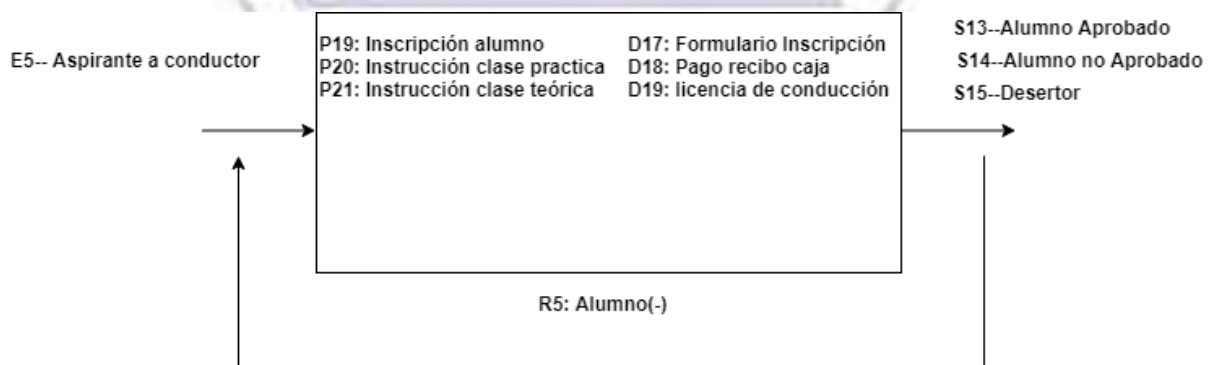 E5-- Aspirante a conductor
P19: Inscripción alumno
P20: Instrucción clase practica
P21: Instrucción clase teórica
D17: Formulario Inscripción
D18: Pago recibo caja
D19: licencia de conducción
S13--Alumno Aprobado
S14--Alumno no Aprobado
S15--Desertor
R5: Alumno(-)